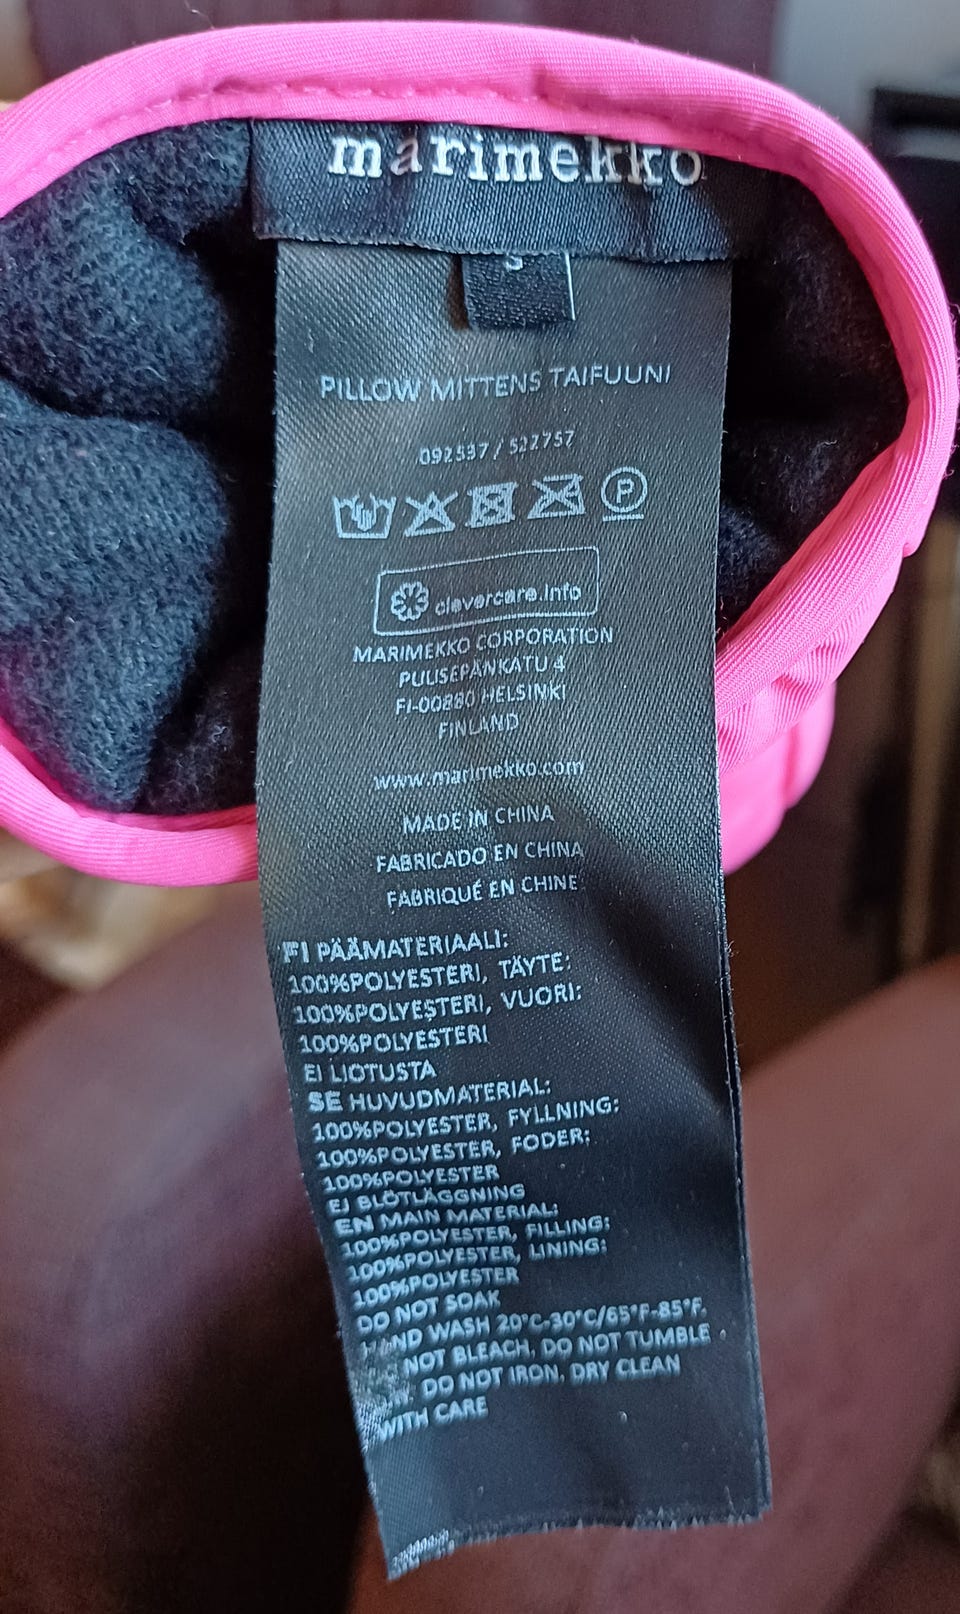 marimekko
S
PILLOW MITTENS TAIFUUNI
092537 / 522757
P
clevercare.info
MARIMEKKO CORPORATION
PUUSEPÄNKATU 4
FI-00880 HELSINKI
FINLAND
www.marimekko.com
MADE IN CHINA
FABRICADO EN CHINA
FABRIQUÉ EN CHINE
FI PÄÄMATERIAALI:
100%POLYESTERI, TÄYTE:
100%POLYESTERI, VUORI:
100%POLYESTERI
EI LIOTUSTA
SE HUVUDMATERIAL:
100%POLYESTER, FYLLNING:
100%POLYESTER, FODER:
100%POLYESTER
EJ BLÖTLÄGGNING
EN MAIN MATERIAL:
100%POLYESTER, FILLING:
100%POLYESTER, LINING:
100%POLYESTER
DO NOT SOAK
HAND WASH 20°C-30°C/65°F-85°F.
NOT BLEACH, DO NOT TUMBLE
DO NOT IRON, DRY CLEAN
WITH CARE